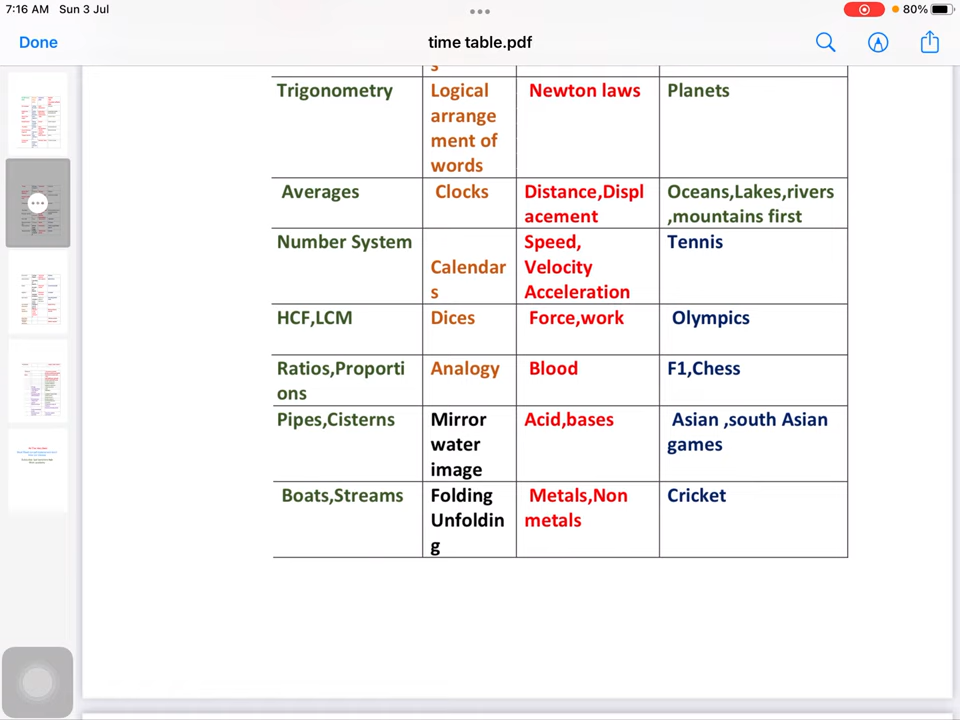 7:16 AM Sun 3 Jul
80%
Done
time table.pdf
s
Trigonometry
Logical
arrange
ment of
words
Newton laws
Planets
Averages
Clocks
Distance,Displ
acement
Oceans,Lakes,rivers
,mountains first
Number System
Calendar
s
Speed,
Velocity
Acceleration
Tennis
HCF,LCM
Dices
Force,work
Olympics
Ratios,Proporti
ons
Analogy
Blood
F1,Chess
Pipes,Cisterns
Mirror
water
image
Acid,bases
Asian ,south Asian
games
Boats,Streams
Folding
Unfoldin
g
Metals,Non
metals
Cricket